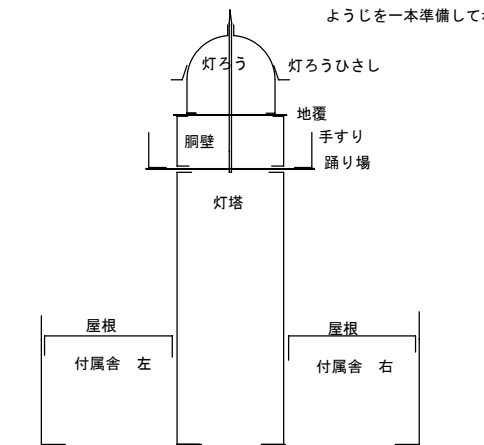 ようじを一本準備して
灯ろう
灯ろうひさし
地覆
胴壁
手すり
踊り場
灯塔
屋根
屋根
付属舎　左
付属舎　右